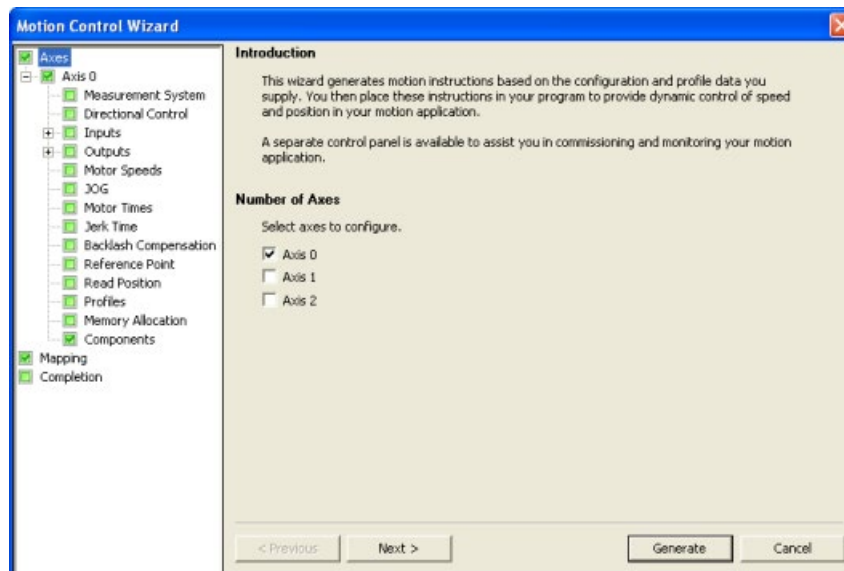 Motion Control Wizard
Axes
Axis 0
Measurement System
Directional Control
Inputs
Outputs
Motor Speeds
JOG
Motor Times
Jerk Time
Backlash Compensation
Reference Point
Read Position
Profiles
Memory Allocation
Components
Mapping
Completion
Introduction
This wizard generates motion instructions based on the configuration and profile data you
supply. You then place these instructions in your program to provide dynamic control of speed
and position in your motion application.
A separate control panel is available to assist you in commissioning and monitoring your motion
application.
Number of Axes
Select axes to configure.
Axis 0
Axis 1
Axis 2
< Previous
Next >
Generate
Cancel